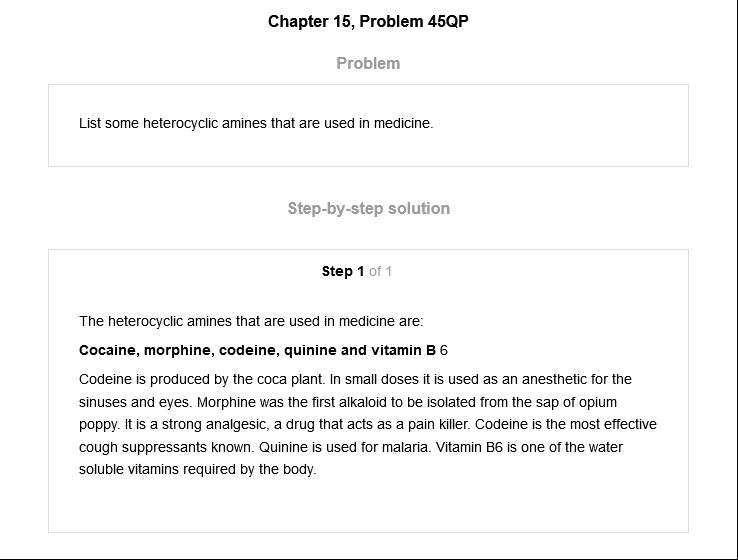 Chapter 15, Problem 45QP
Problem
List some heterocyclic amines that are used in medicine.
Step-by-step solution
Step 1 of 1
The heterocyclic amines that are used in medicine are:
Cocaine, morphine, codeine, quinine and vitamin B 6
Codeine is produced by the coca plant. In small doses it is used as an anesthetic for the
sinuses and eyes. Morphine was the first alkaloid to be isolated from the sap of opium
poppy. It is a strong analgesic, a drug that acts as a pain killer. Codeine is the most effective
cough suppressants known. Quinine is used for malaria. Vitamin B6 is one of the water
soluble vitamins required by the body.